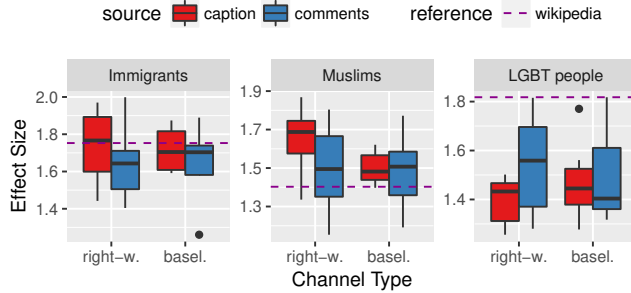 source caption comments reference wikipedia
Immigrants Muslims LGBT people
Effect Size
2.0
1.8
1.6
1.4
1.9
1.7
1.5
1.3
1.8
1.6
1.4
right−w. basel. right−w. basel. right−w. basel.
Channel Type